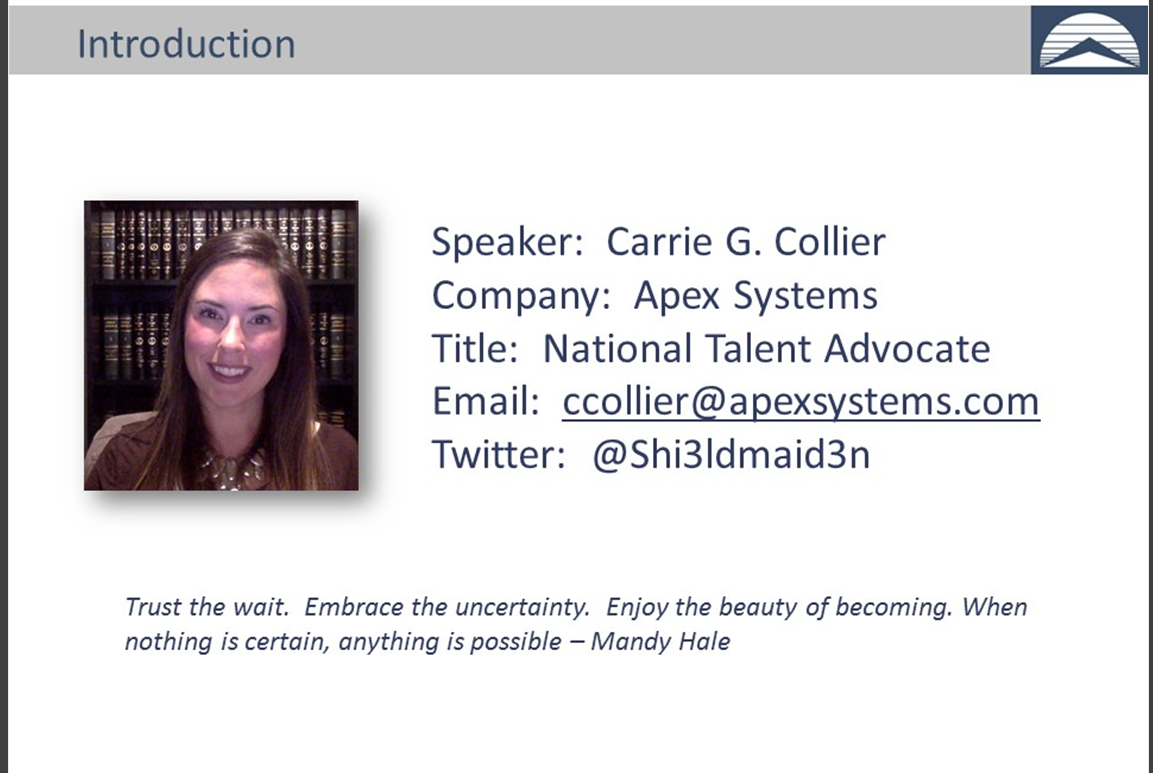 Introduction
Speaker: Carrie G. Collier
Company: Apex Systems
Title: National Talent Advocate
Email: ccollier@apexsystems.com
Twitter: @Shi3ldmaid3n
Trust the wait. Embrace the uncertainty. Enjoy the beauty of becoming. When
nothing is certain, anything is possible – Mandy Hale